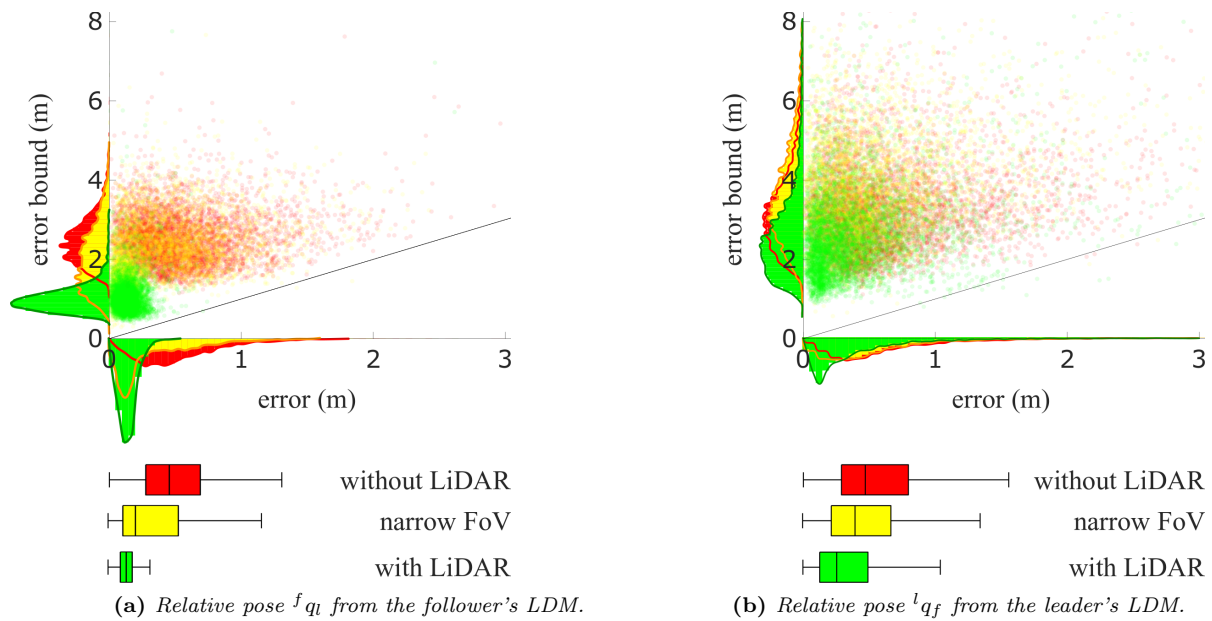 8
6
4
2
0
error bound (m)
0 1 2 3
error (m)
without LiDAR
narrow FoV
with LiDAR
(a) Relative pose ᶠqₗ from the follower's LDM.
8
6
4
2
0
error bound (m)
0 1 2 3
error (m)
without LiDAR
narrow FoV
with LiDAR
(b) Relative pose ˡq_f from the leader's LDM.